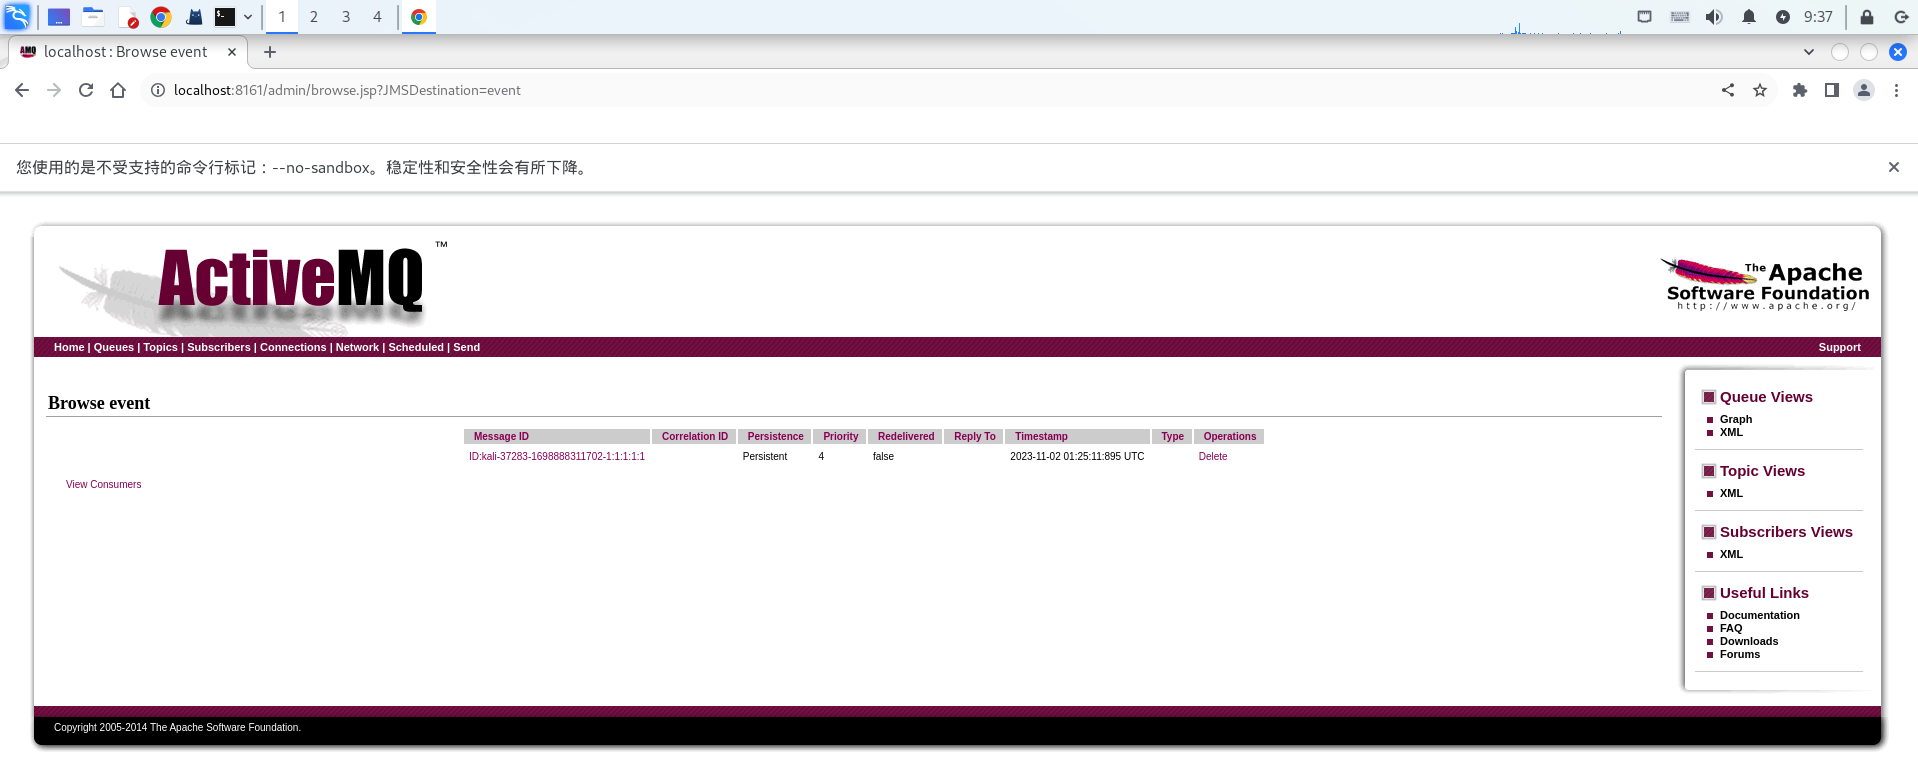 1 2 3 4 9:37
localhost : Browse event
localhost:8161/admin/browse.jsp?JMSDestination=event
您使用的是不受支持的命令行标记：--no-sandbox。稳定性和安全性会有所下降。
ActiveMQ™
The Apache
Software Foundation
http://www.apache.org/
Home | Queues | Topics | Subscribers | Connections | Network | Scheduled | Send
Support
Browse event
Message ID Correlation ID Persistence Priority Redelivered Reply To Timestamp Type Operations
ID:kali-37283-1698888311702-1:1:1:1:1 Persistent 4 false 2023-11-02 01:25:11:895 UTC Delete
View Consumers
Queue Views
Graph
XML
Topic Views
XML
Subscribers Views
XML
Useful Links
Documentation
FAQ
Downloads
Forums
Copyright 2005-2014 The Apache Software Foundation.